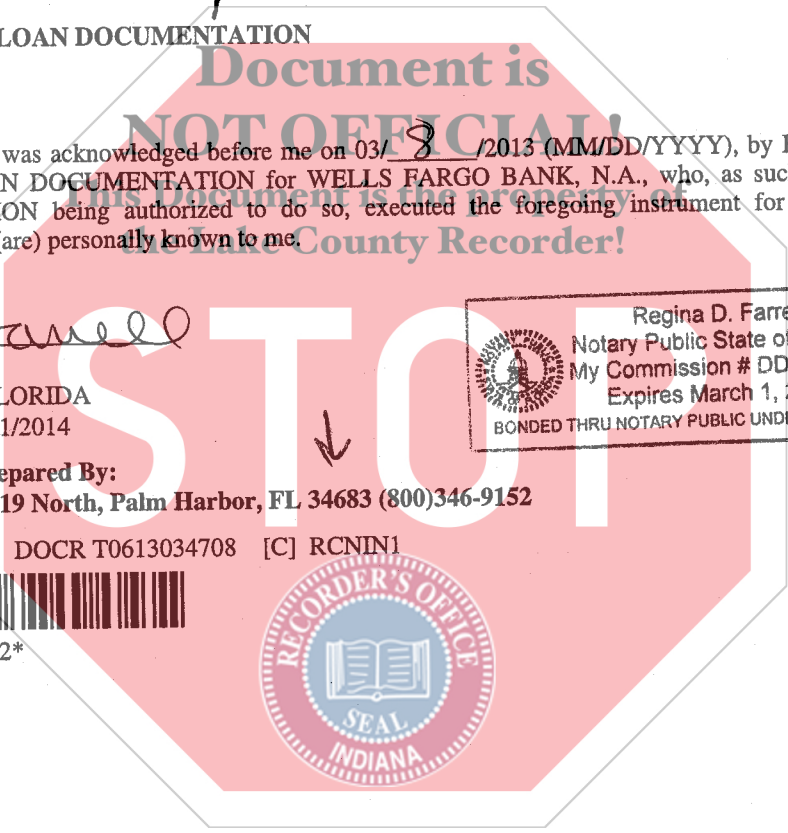 LOAN DOCUMENTATION
Document is
NOT OFFICIAL!
was acknowledged before me on 03/ 8 /2013 (MM/DD/YYYY), by
N DOCUMENTATION for WELLS FARGO BANK, N.A., who, as suc
This Document is the property of
ION being authorized to do so, executed the foregoing instrument for
(are) personally known to me.
the Lake County Recorder!
STOP
Regina D. Farre
Notary Public State of
My Commission # DD
Expires March 1, 2
BONDED THRU NOTARY PUBLIC UNDE
LORIDA
1/2014
epared By:
19 North, Palm Harbor, FL 34683 (800)346-9152
DOCR T0613034708 [C] RCNIN1
2*
RECORDER'S OFFICE
SEAL
INDIANA